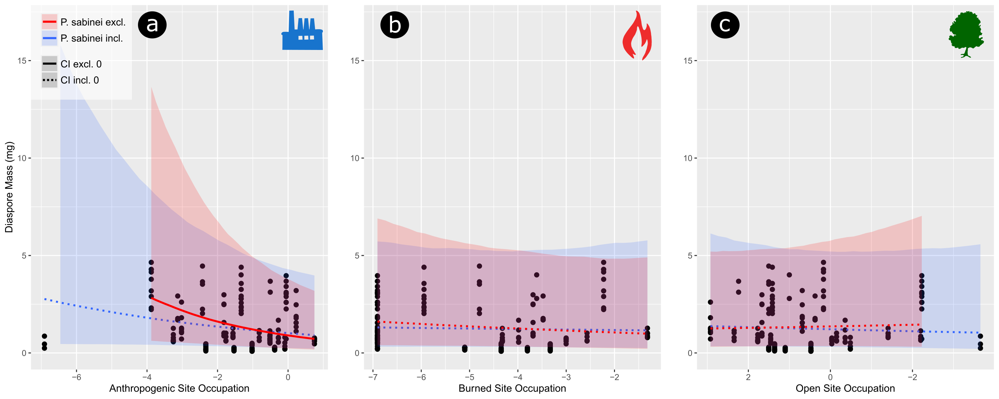 P. sabinei excl.
P. sabinei incl.
CI excl. 0
CI incl. 0
a
b
c
Diaspore Mass (mg)
15
10
5
0
−6
−4
−2
0
Anthropogenic Site Occupation
15
10
5
0
−7
−6
−5
−4
−3
−2
Burned Site Occupation
15
10
5
0
2
0
−2
Open Site Occupation